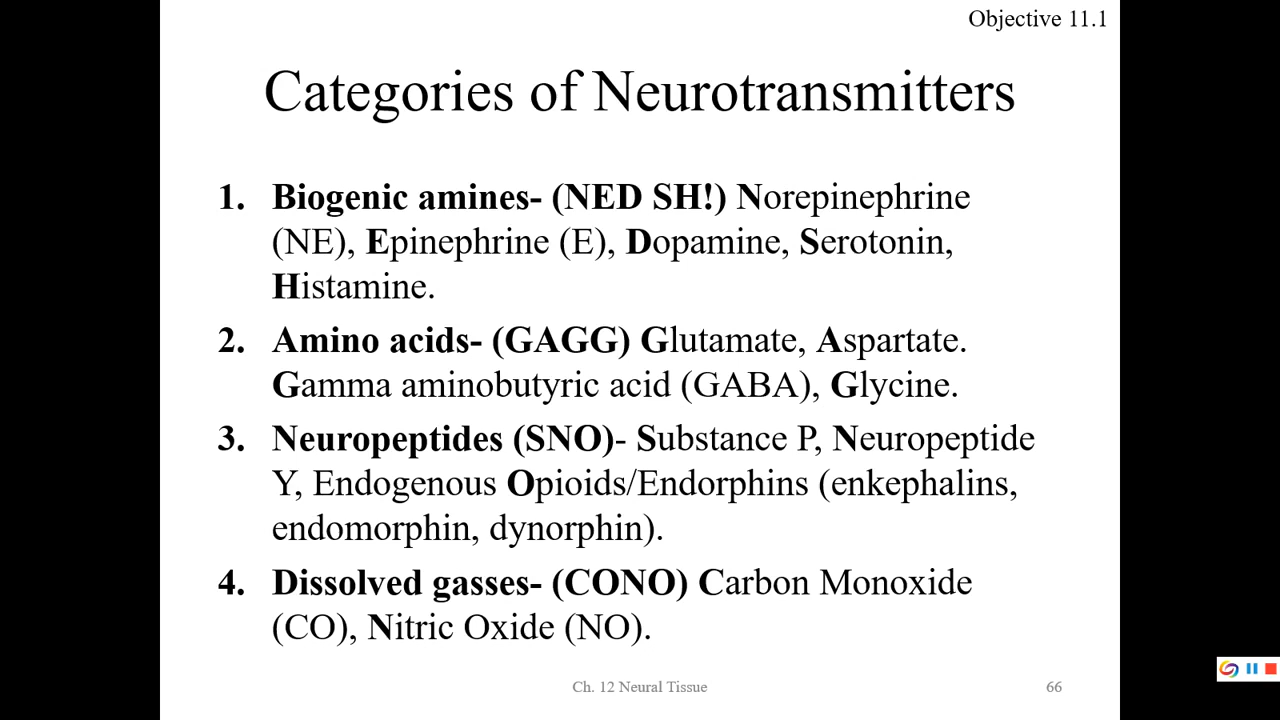 Objective 11.1
Categories of Neurotransmitters
1. Biogenic amines- (NED SH!) Norepinephrine
(NE), Epinephrine (E), Dopamine, Serotonin,
Histamine.
2. Amino acids- (GAGG) Glutamate, Aspartate.
Gamma aminobutyric acid (GABA), Glycine.
3. Neuropeptides (SNO)- Substance P, Neuropeptide
Y, Endogenous Opioids/Endorphins (enkephalins,
endomorphin, dynorphin).
4. Dissolved gasses- (CONO) Carbon Monoxide
(CO), Nitric Oxide (NO).
Ch. 12 Neural Tissue
66